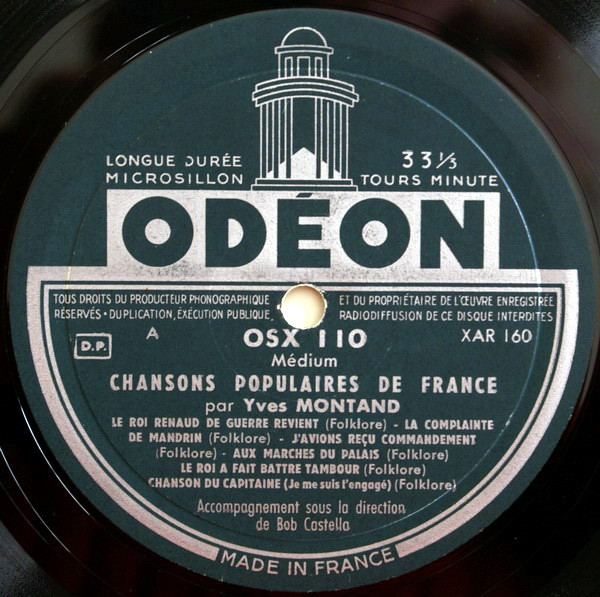 LONGUE DURÉE
MICROSILLON
33 1/3
TOURS MINUTE
ODÉON
TOUS DROITS DU PRODUCTEUR PHONOGRAPHIQUE ET DU PROPRIÉTAIRE DE L'ŒUVRE ENREGISTRÉE
RÉSERVÉS • DUPLICATION, ÉXÉCUTION PUBLIQUE, RADIODIFFUSION DE CE DISQUE INTERDITES
D.P. A OSX 110 XAR 160
Médium
CHANSONS POPULAIRES DE FRANCE
par Yves MONTAND
LE ROI RENAUD DE GUERRE REVIENT (Folklore) - LA COMPLAINTE
DE MANDRIN (Folklore) - J'AVIONS REÇU COMMANDEMENT
(Folklore) - AUX MARCHES DU PALAIS (Folklore)
LE ROI A FAIT BATTRE TAMBOUR (Folklore)
CHANSON DU CAPITAINE (Je me suis t'engagé) (Folklore)
Accompagnement sous la direction
de Bob Castella
MADE IN FRANCE